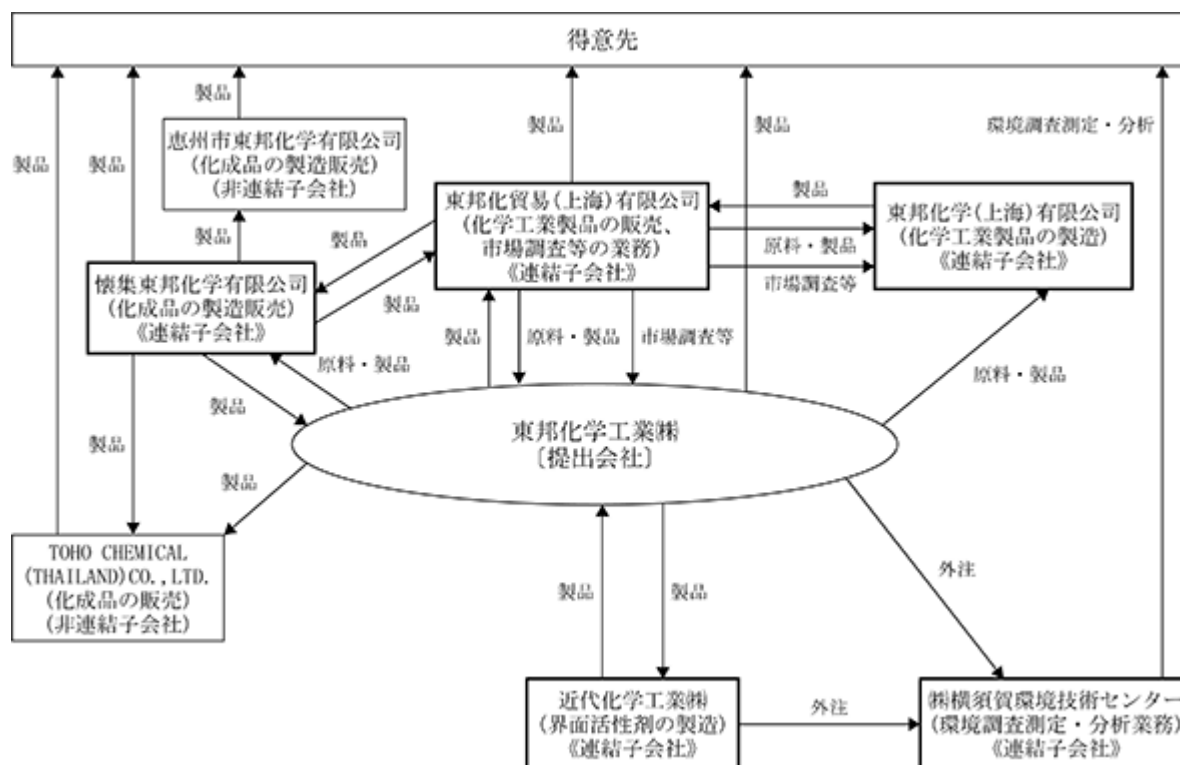 得意先
製品
製品
製品
製品
製品
環境調査測定・分析
恵州市東邦化学有限公司
(化成品の製造販売)
(非連結子会社)
東邦化貿易(上海)有限公司
(化学工業製品の販売、
市場調査等の業務)
《連結子会社》
製品
原料・製品
市場調査等
東邦化学(上海)有限公司
(化学工業製品の製造)
《連結子会社》
製品
製品
製品
懐集東邦化学有限公司
(化成品の製造販売)
《連結子会社》
原料・製品
製品
製品
原料・製品
市場調査等
原料・製品
東邦化学工業㈱
〔提出会社〕
製品
製品
TOHO CHEMICAL
(THAILAND)CO.,LTD.
(化成品の販売)
(非連結子会社)
製品
製品
外注
近代化学工業㈱
(界面活性剤の製造)
《連結子会社》
外注
㈱横須賀環境技術センター
(環境調査測定・分析業務)
《連結子会社》